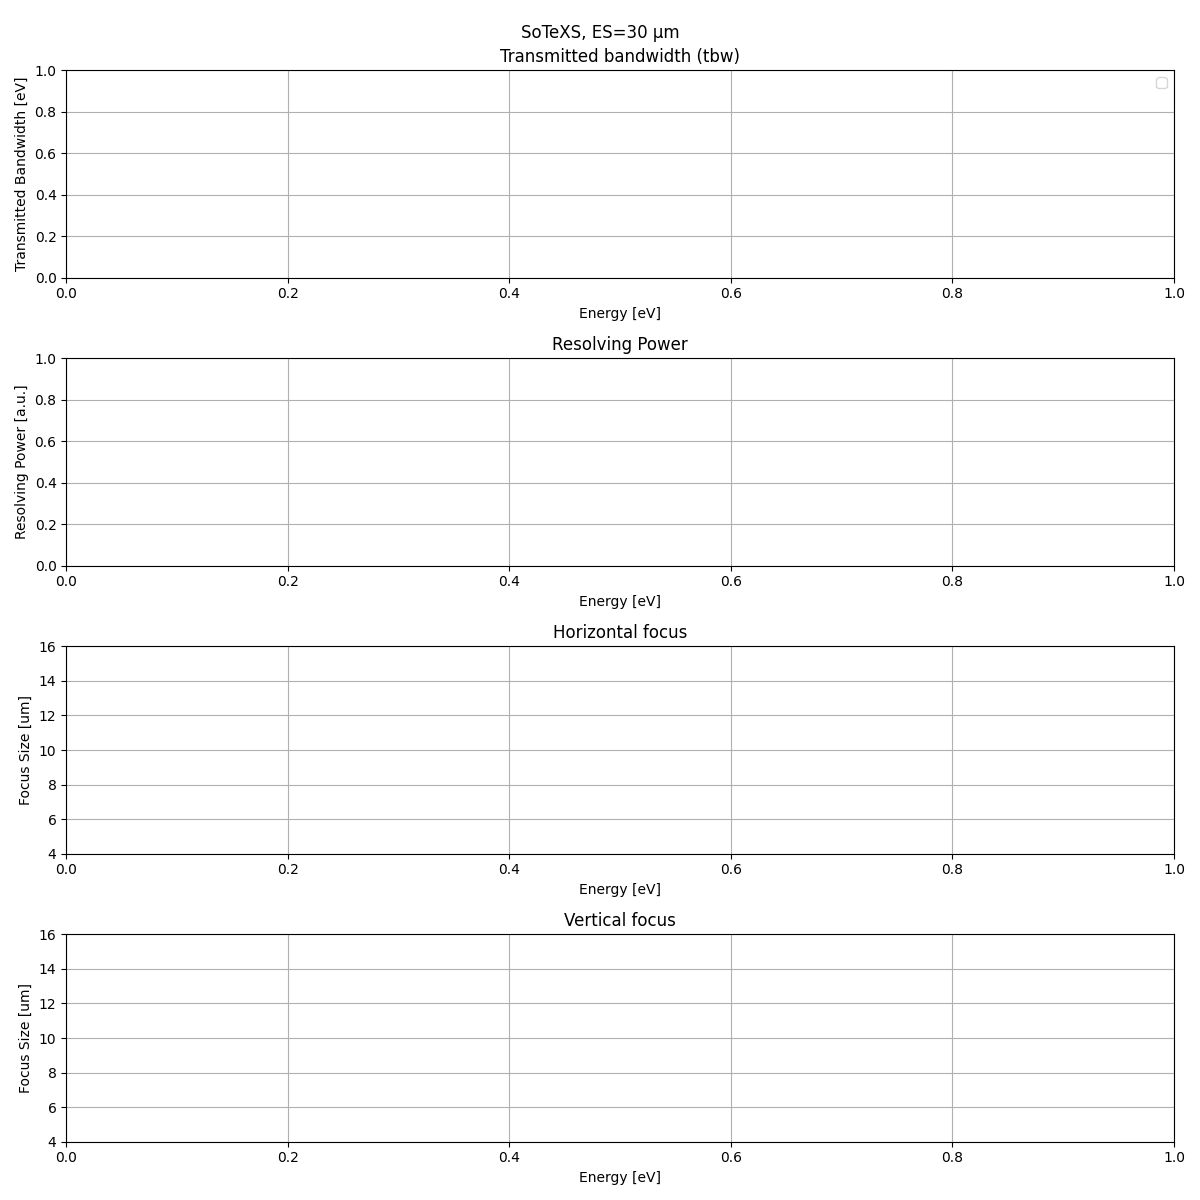 SoTeXS, ES=30 µm
Transmitted bandwidth (tbw)
Transmitted Bandwidth [eV]
1.0
0.8
0.6
0.4
0.2
0.0
0.0 0.2 0.4 0.6 0.8 1.0
Energy [eV]
Resolving Power
Resolving Power [a.u.]
1.0
0.8
0.6
0.4
0.2
0.0
0.0 0.2 0.4 0.6 0.8 1.0
Energy [eV]
Horizontal focus
Focus Size [um]
16
14
12
10
8
6
4
0.0 0.2 0.4 0.6 0.8 1.0
Energy [eV]
Vertical focus
Focus Size [um]
16
14
12
10
8
6
4
0.0 0.2 0.4 0.6 0.8 1.0
Energy [eV]